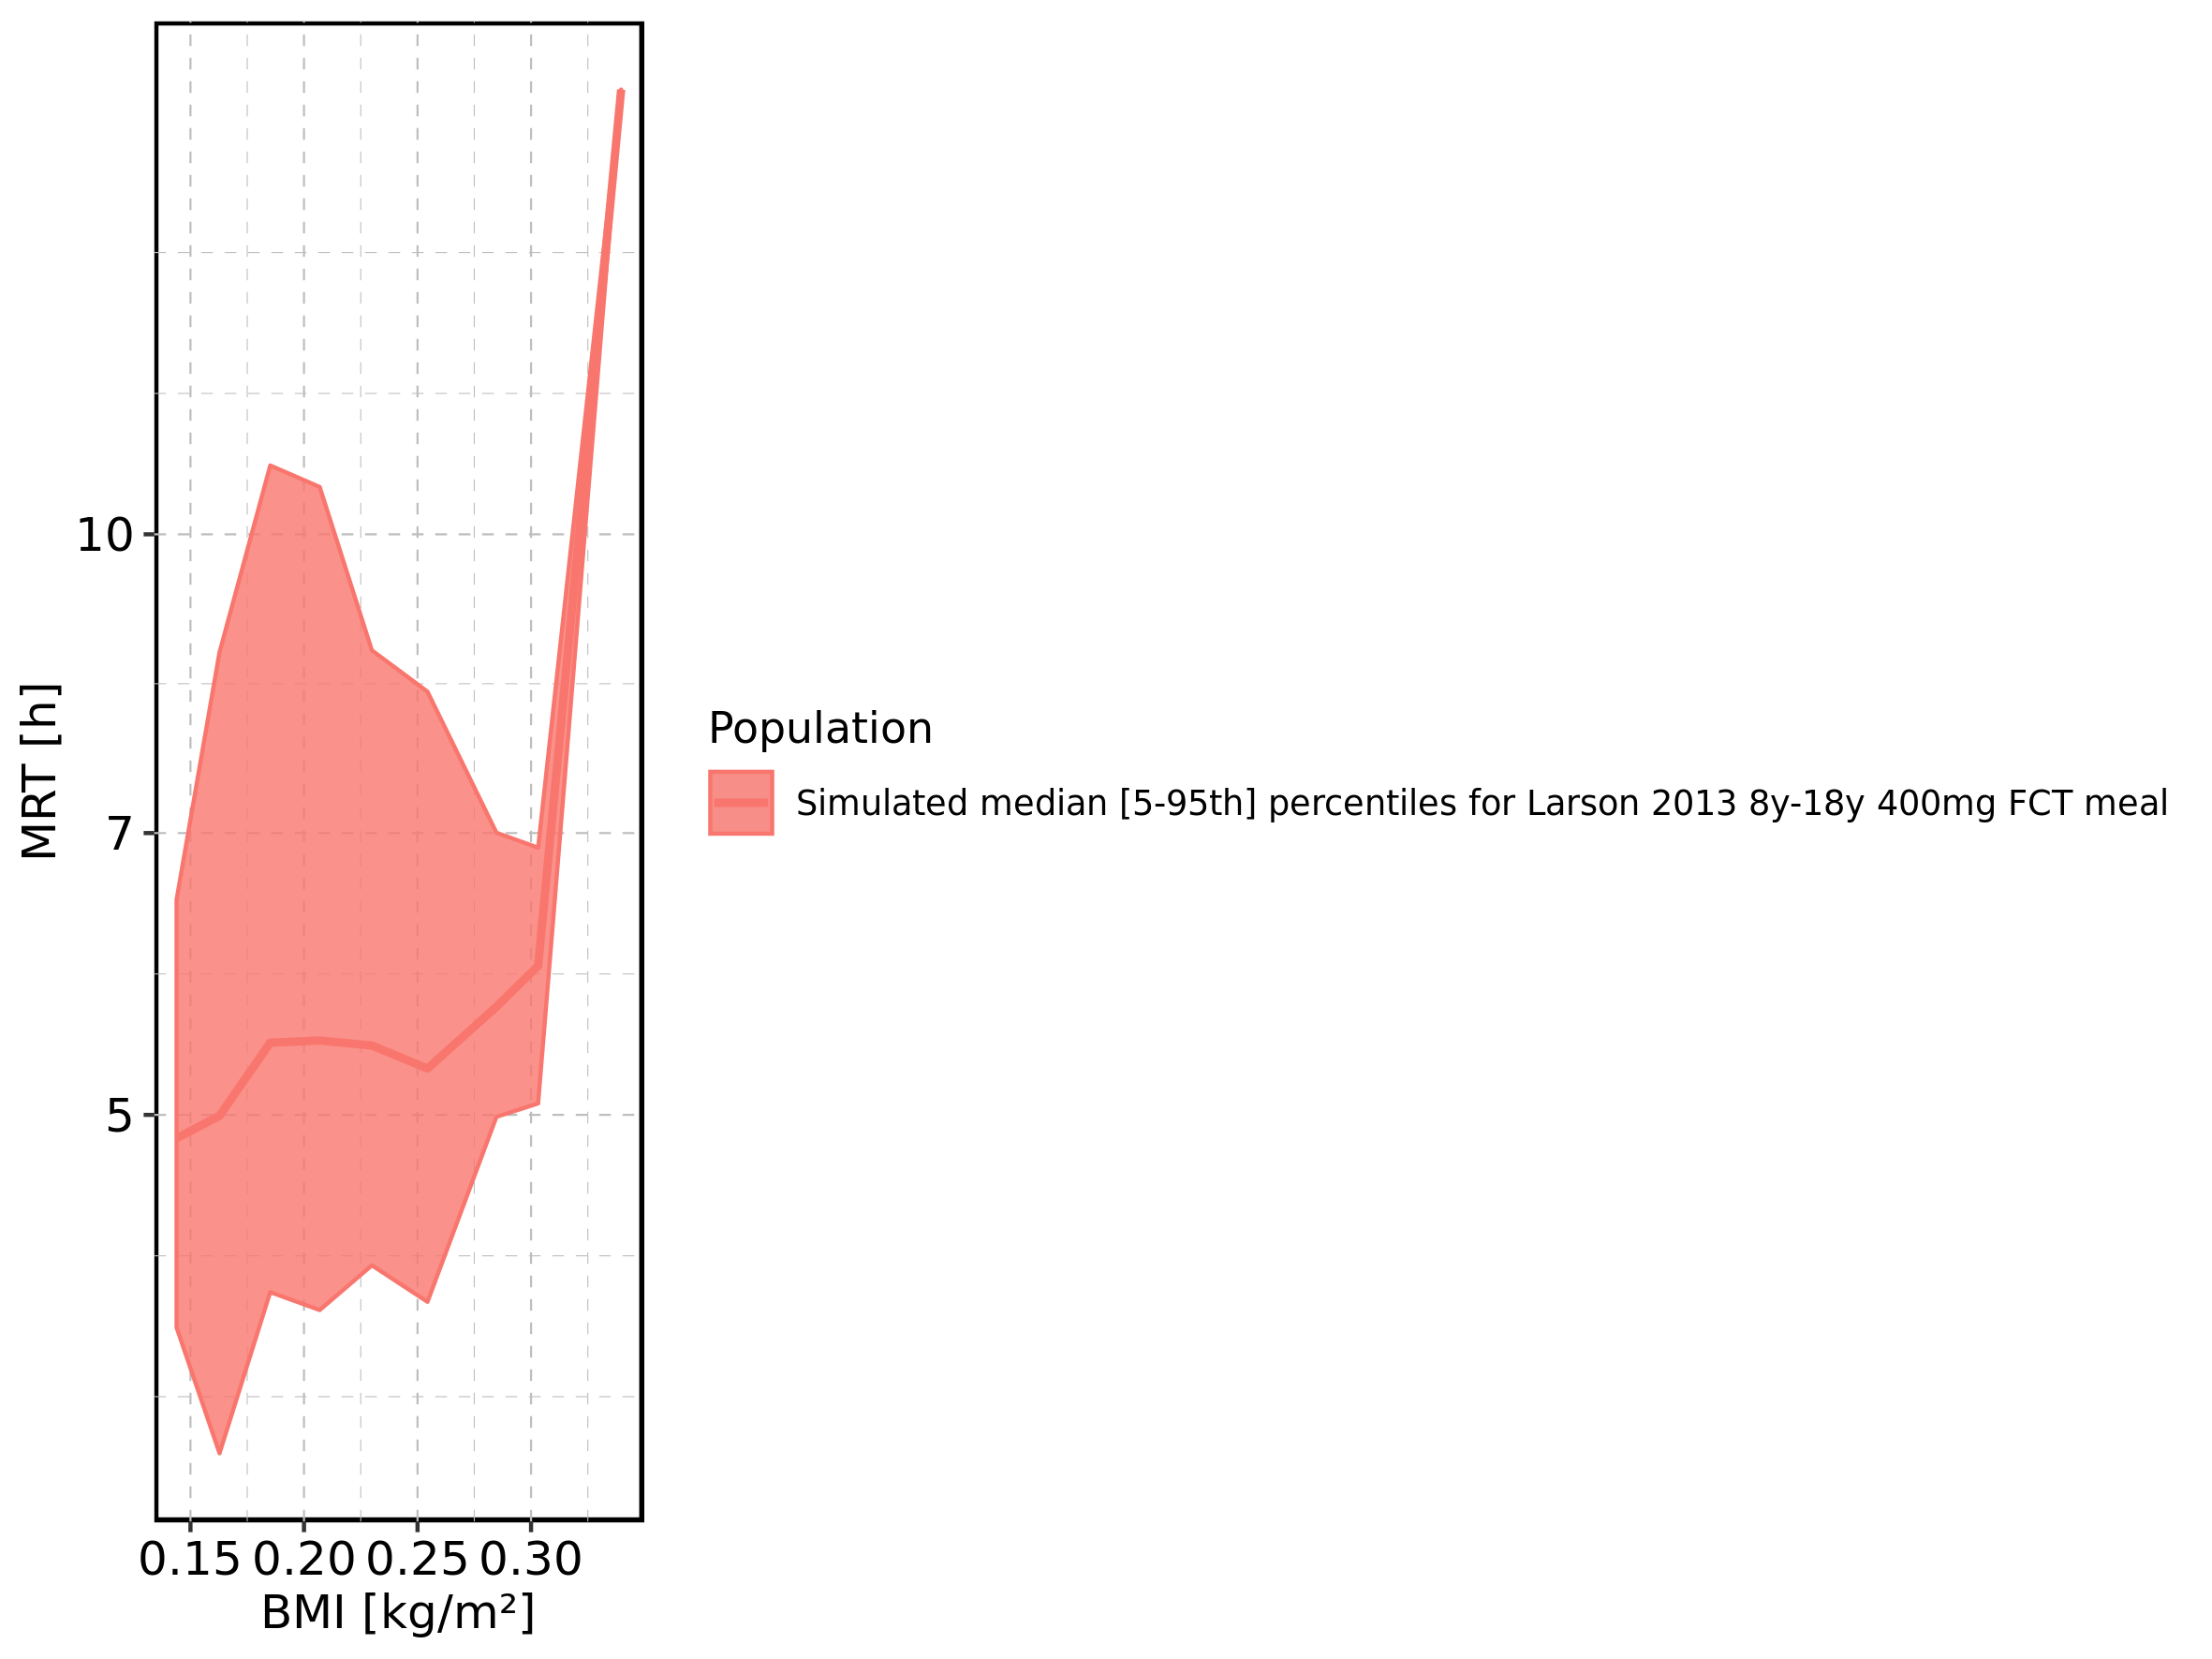 MRT [h]
10
7
5
0.15 0.20 0.25 0.30
BMI [kg/m²]
Population
Simulated median [5-95th] percentiles for Larson 2013 8y-18y 400mg FCT meal